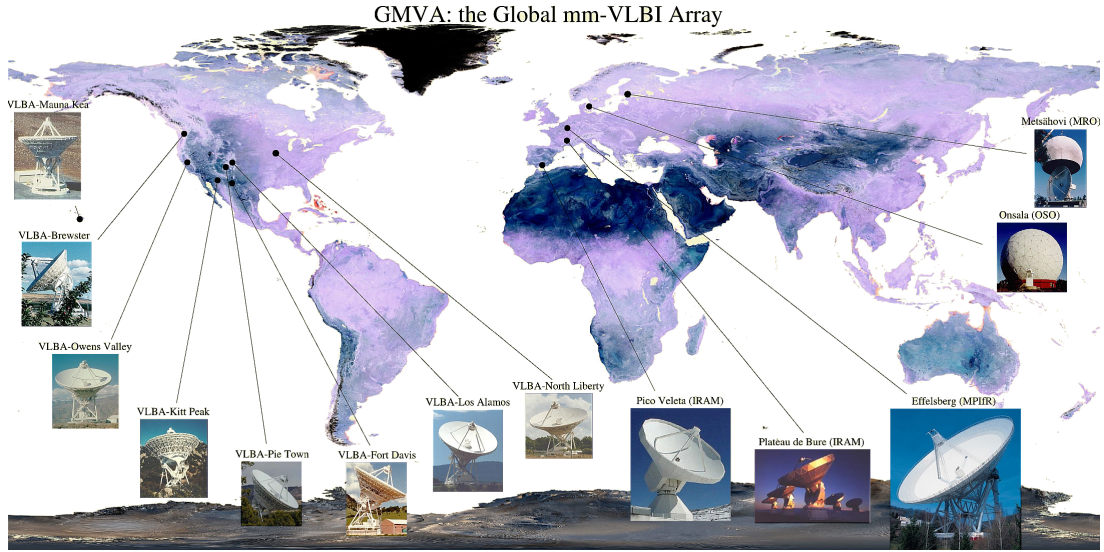 GMVA: the Global mm-VLBI Array
VLBA-Mauna Kea
Metsähovi (MRO)
Onsala (OSO)
VLBA-Brewster
VLBA-Owens Valley
VLBA-North Liberty
VLBA-Los Alamos
Pico Veleta (IRAM)
Effelsberg (MPIfR)
VLBA-Kitt Peak
Plateau de Bure (IRAM)
VLBA-Pie Town
VLBA-Fort Davis